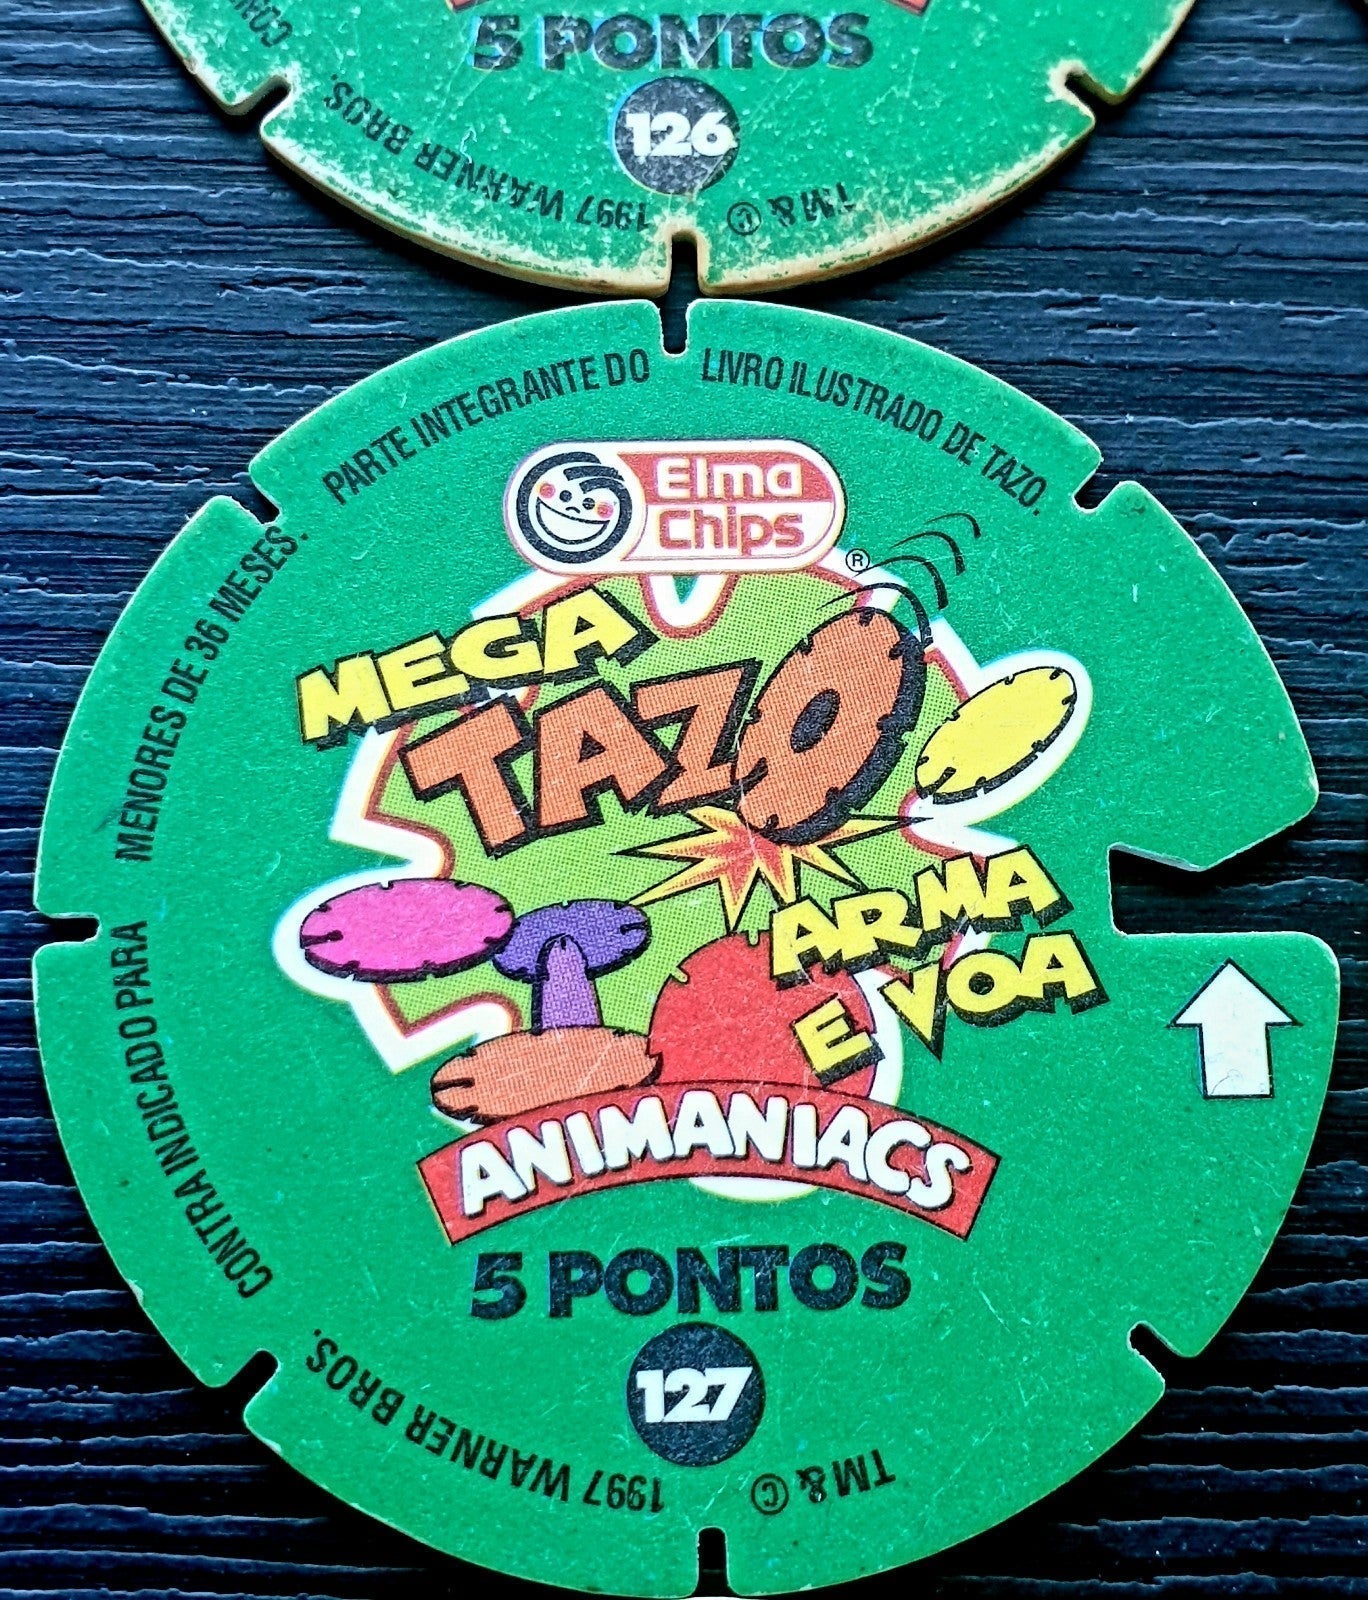 5 PONTOS
126
1997 WARNER BROS.
TM & ©
PARTE INTEGRANTE DO LIVRO ILUSTRADO DE TAZO.
CONTRA INDICADO PARA MENORES DE 36 MESES.
Elma
Chips
®
MEGA
TAZO
ARMA
E VOA
ANIMANIACS
5 PONTOS
127
TM & ©
1997 WARNER BROS.